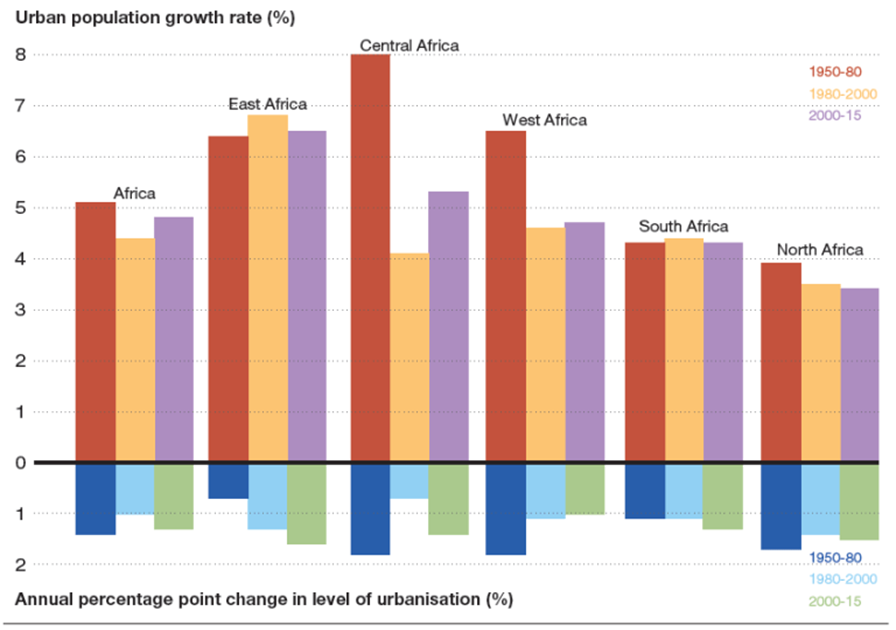 Urban population growth rate (%)
8
Central Africa
1950-80
1980-2000
7
East Africa
2000-15
West Africa
6
Africa
5
South Africa
North Africa
4
3
2
1
0
1
1950-80
2
1980-2000
Annual percentage point change in level of urbanisation (%)
2000-15